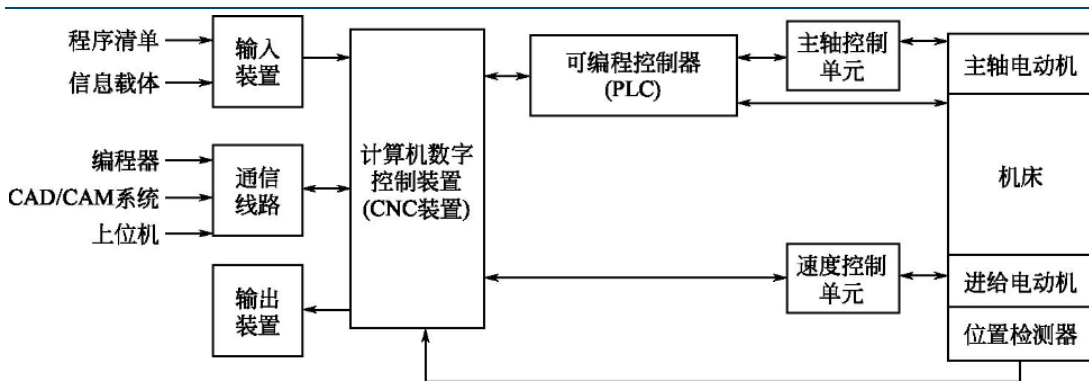 程序清单
信息载体
输入
装置
编程器
CAD/CAM系统
上位机
通信
线路
输出
装置
计算机数字
控制装置
(CNC装置)
可编程控制器
(PLC)
主轴控制
单元
速度控制
单元
主轴电动机
机床
进给电动机
位置检测器